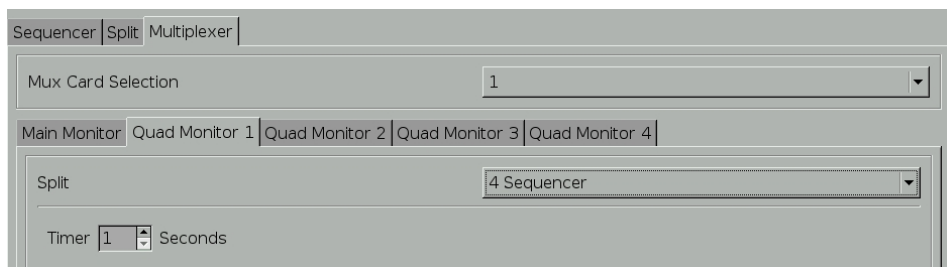 Sequencer Split Multiplexer
Mux Card Selection 1
Main Monitor Quad Monitor 1 Quad Monitor 2 Quad Monitor 3 Quad Monitor 4
Split 4 Sequencer
Timer 1 Seconds